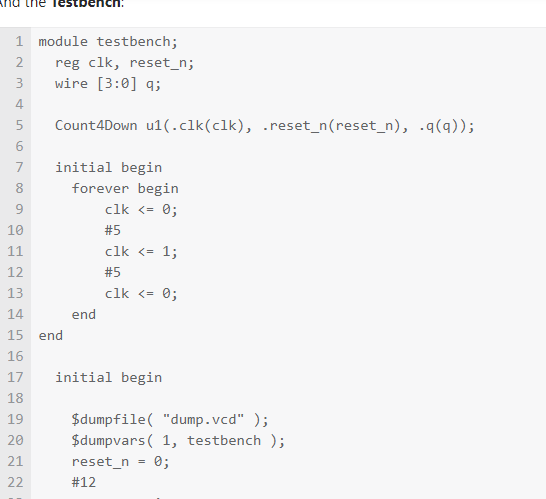 And the Testbench:
1 module testbench;
2 reg clk, reset_n;
3 wire [3:0] q;
4
5 Count4Down u1(.clk(clk), .reset_n(reset_n), .q(q));
6
7 initial begin
8 forever begin
9 clk <= 0;
10 #5
11 clk <= 1;
12 #5
13 clk <= 0;
14 end
15 end
16
17 initial begin
18
19 $dumpfile( "dump.vcd" );
20 $dumpvars( 1, testbench );
21 reset_n = 0;
22 #12